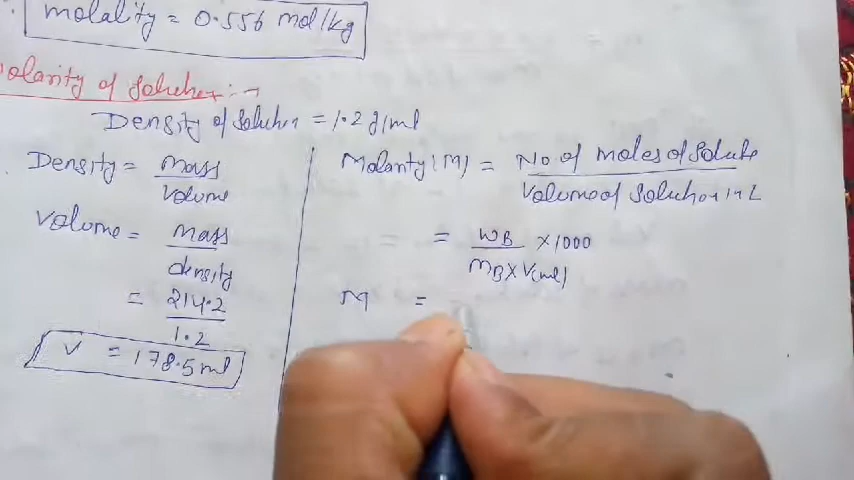 molality = 0.556 mol/kg
olarity of Solution :-
Density of Solution = 1.2 g/ml
Density = mass / Volume
Volume = mass / density
= 214.2 / 1.2
V = 178.5 ml
Molarity (M) = No. of moles of Solute / Volume of Solution in L
= WB / MB × V(ml) × 1000
M =